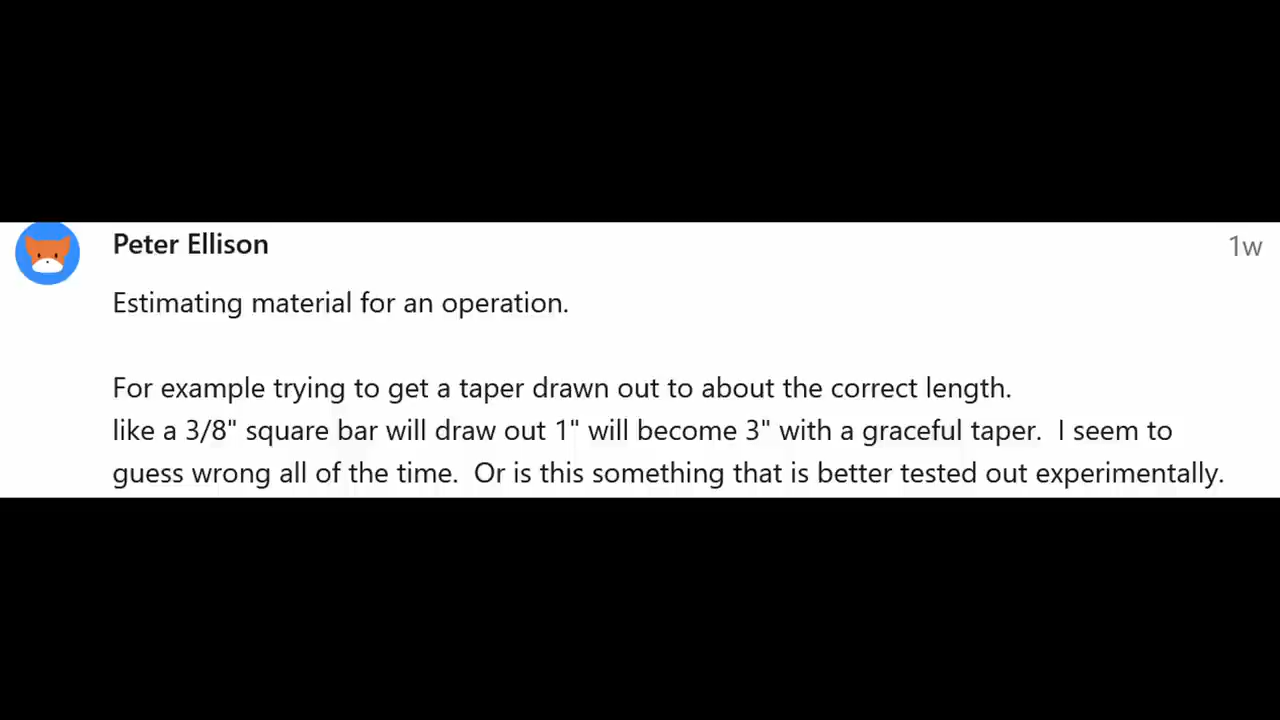 Peter Ellison
1w
Estimating material for an operation.
For example trying to get a taper drawn out to about the correct length.
like a 3/8" square bar will draw out 1" will become 3" with a graceful taper.  I seem to
guess wrong all of the time.  Or is this something that is better tested out experimentally.